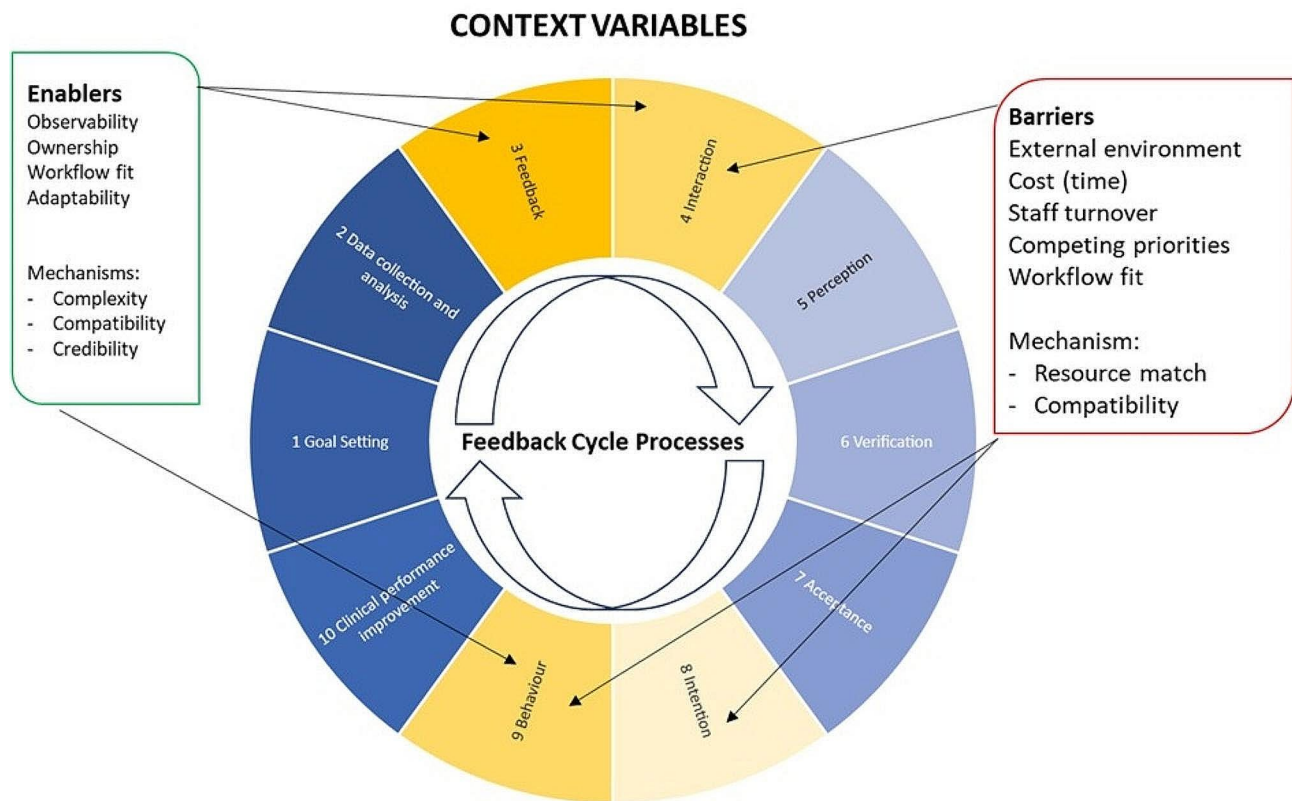 CONTEXT VARIABLES
Enablers
Observability
Ownership
Workflow fit
Adaptability
Mechanisms:
- Complexity
- Compatibility
- Credibility
Barriers
External environment
Cost (time)
Staff turnover
Competing priorities
Workflow fit
Mechanism:
- Resource match
- Compatibility
Feedback Cycle Processes
1 Goal Setting
2 Data collection and
analysis
3 Feedback
4 Interaction
5 Perception
6 Verification
7 Acceptance
8 Intention
9 Behaviour
10 Clinical performance
improvement